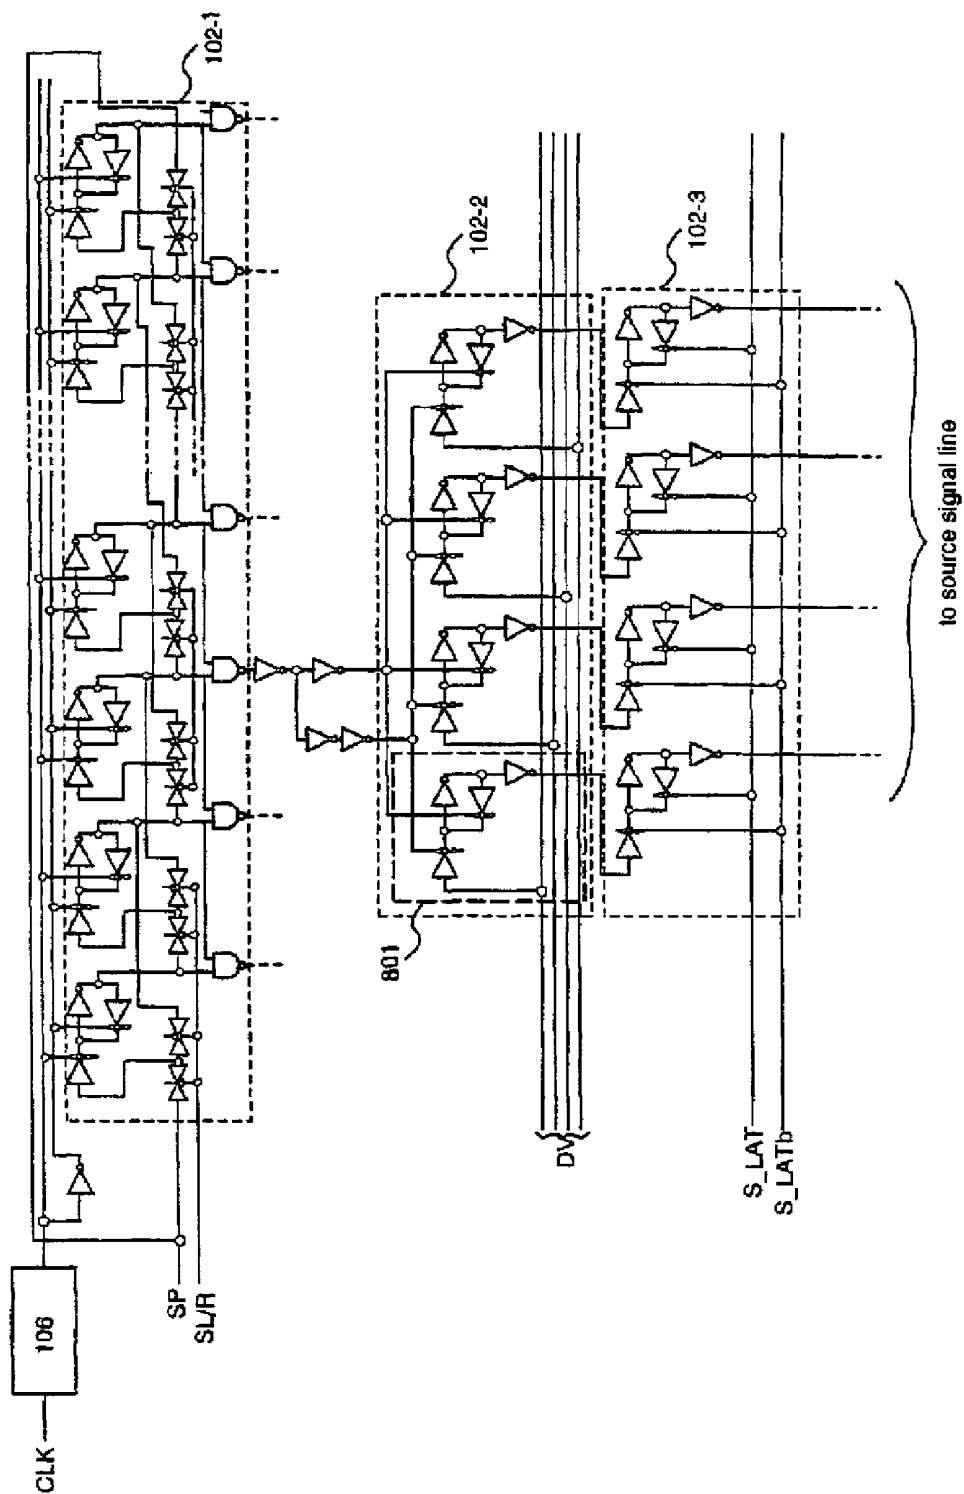 CLK
106
SP
SL/R
102-1
102-2
801
DV
102-3
S_LAT
S_LATb
to source signal line